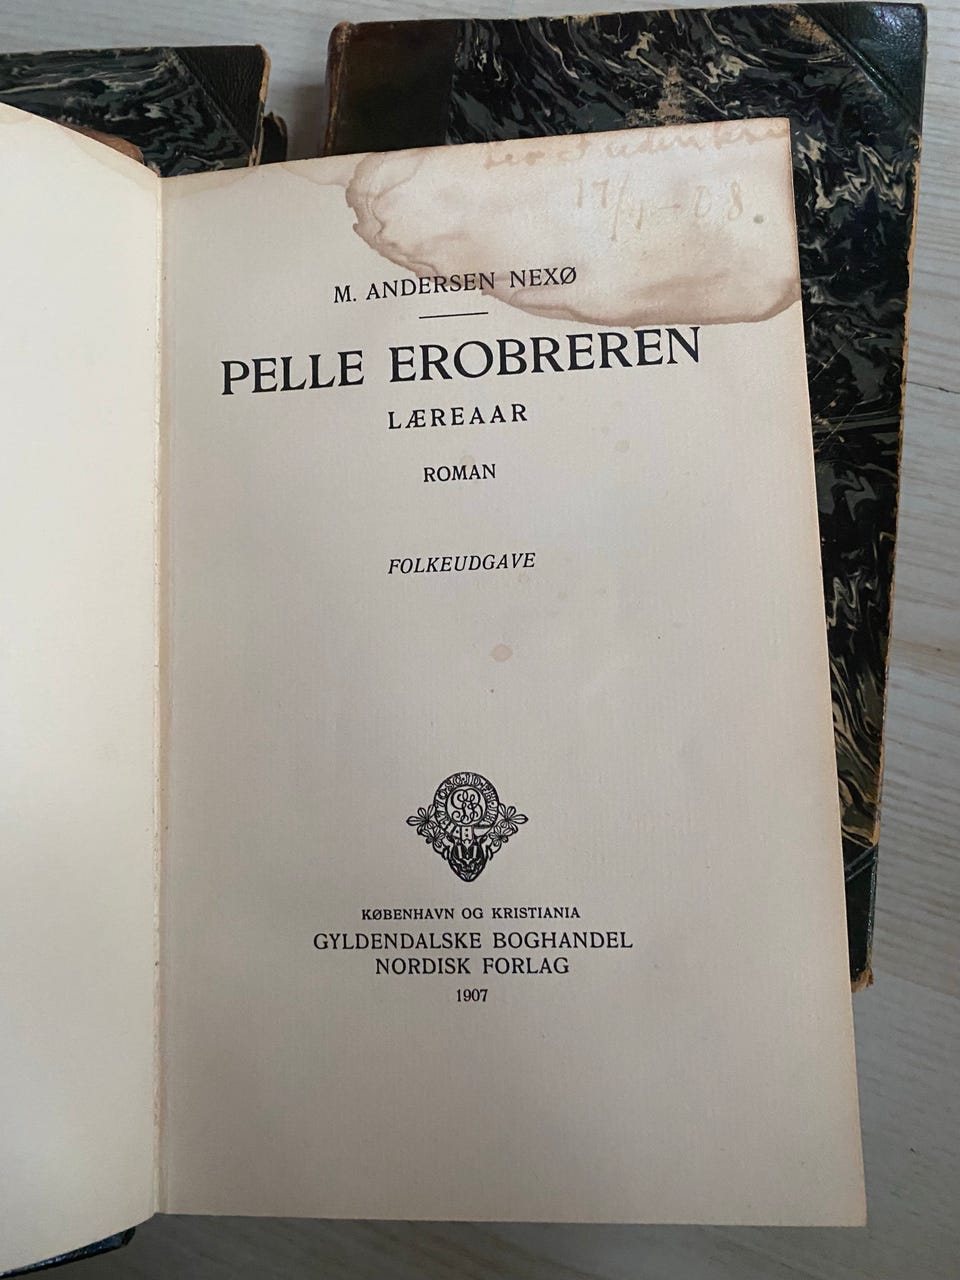 17/1-08.
M. ANDERSEN NEXØ
PELLE EROBREREN
LÆREAAR
ROMAN
FOLKEUDGAVE
KØBENHAVN OG KRISTIANIA
GYLDENDALSKE BOGHANDEL
NORDISK FORLAG
1907